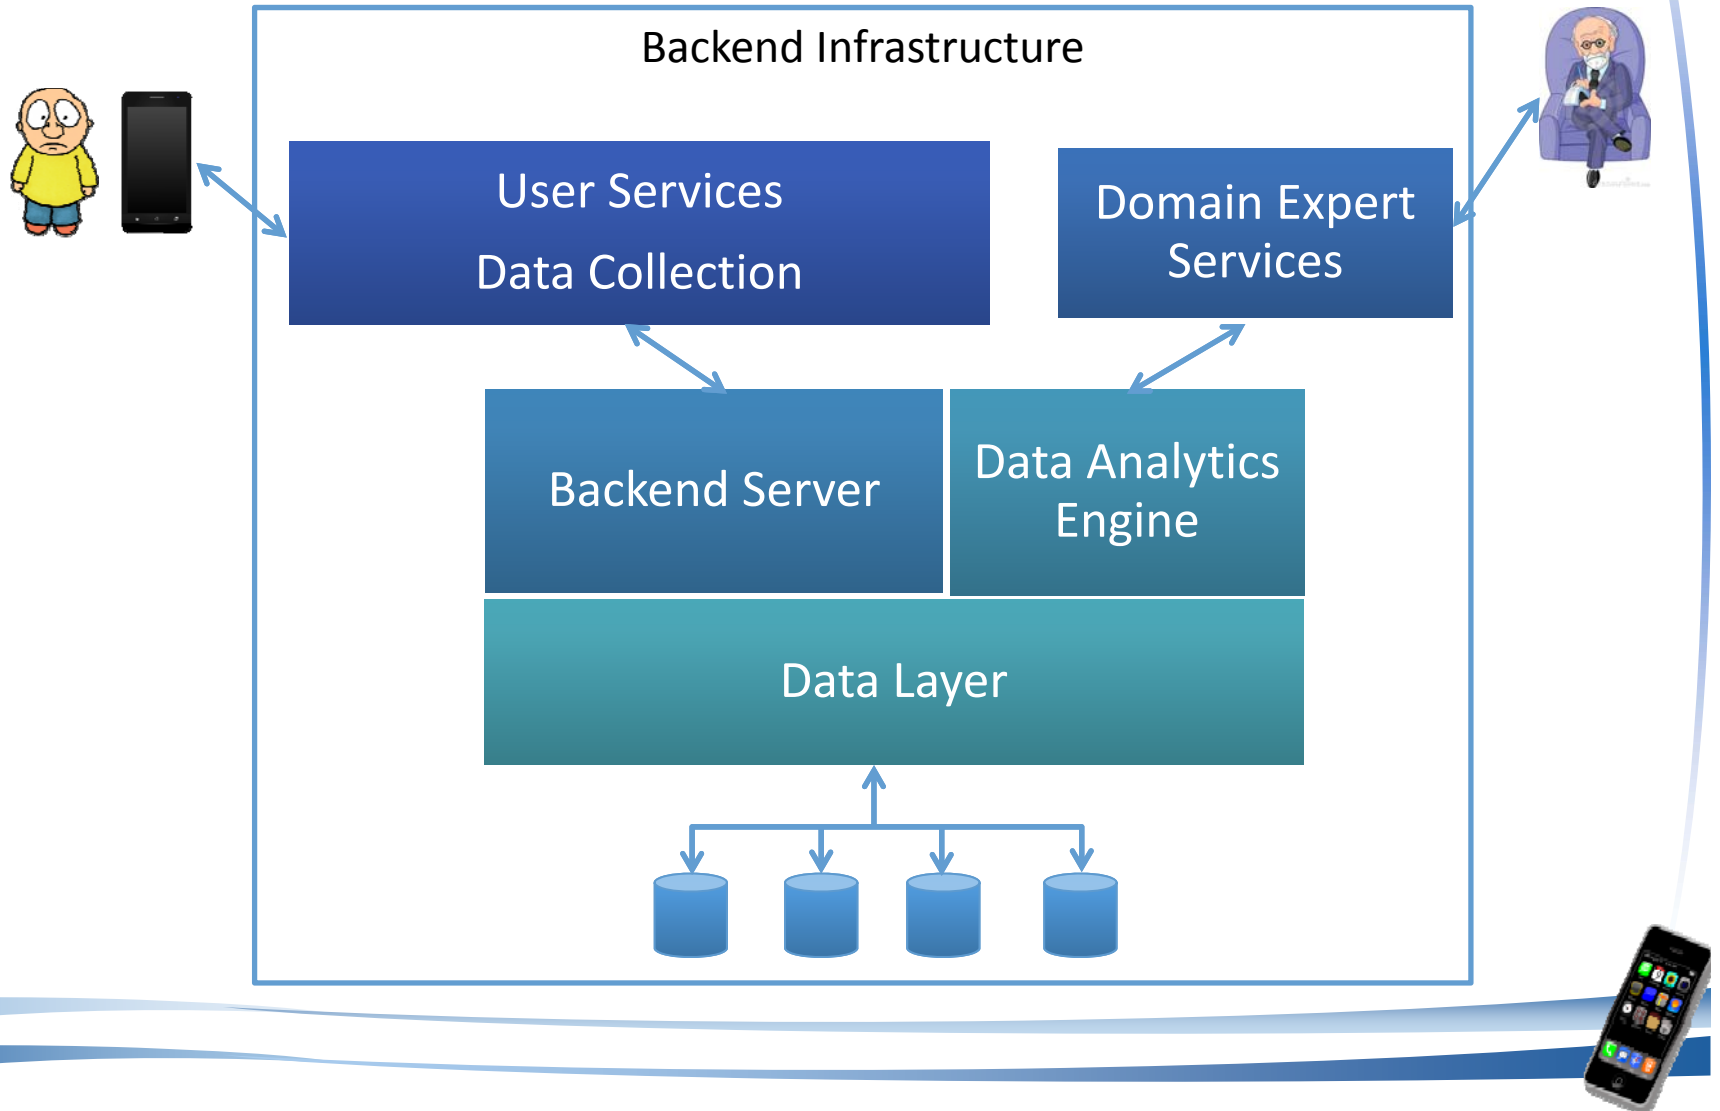 Backend Infrastructure
User Services
Data Collection
Domain Expert
Services
Backend Server
Data Analytics
Engine
Data Layer